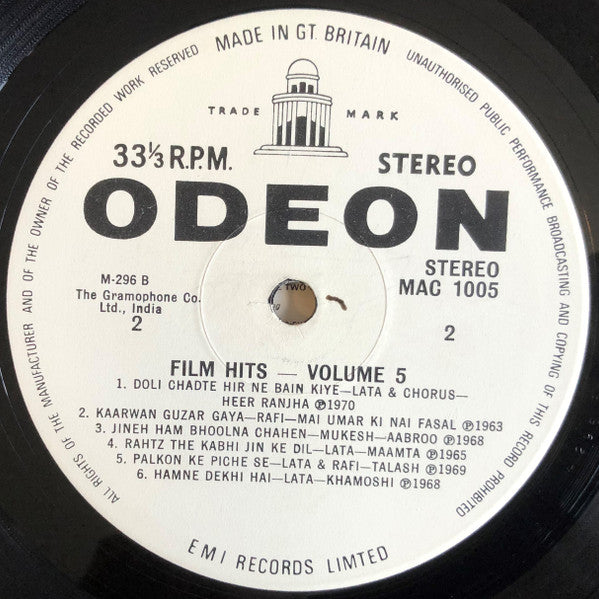 MADE IN GT. BRITAIN
UNAUTHORISED PUBLIC PERFORMANCE BROADCASTING AND COPYING OF THIS RECORD PROHIBITED
ALL RIGHTS OF THE MANUFACTURER AND OF THE OWNER OF THE RECORDED WORK RESERVED
TRADE MARK
33⅓ R.P.M. STEREO
ODEON
STEREO
MAC 1005
M-296 B
The Gramophone Co.
Ltd., India
2 2
TWO
FILM HITS — VOLUME 5
1. DOLI CHADTE HIR NE BAIN KIYE—LATA & CHORUS—
HEER RANJHA ℗1970
2. KAARWAN GUZAR GAYA—RAFI—MAI UMAR KI NAI FASAL ℗1963
3. JINEH HAM BHOOLNA CHAHEN—MUKESH—AABROO ℗1968
4. RAHTZ THE KABHI JIN KE DIL—LATA—MAAMTA ℗1965
5. PALKON KE PICHE SE—LATA & RAFI—TALASH ℗1969
6. HAMNE DEKHI HAI—LATA—KHAMOSHI ℗1968
EMI RECORDS LIMTED